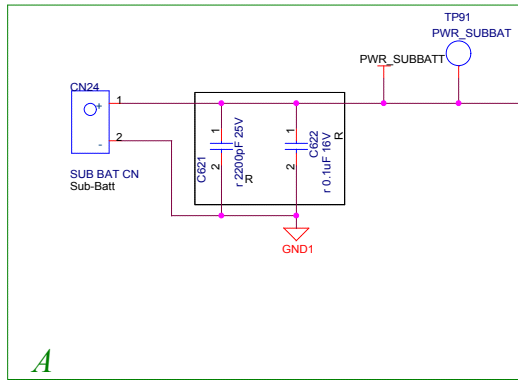 TP91
PWR_SUBBAT
PWR_SUBBATT
CN24
1
+
2
-
SUB BAT CN
Sub-Batt
1
2
C621
r 2200pF 25V
R
1
2
C622
r 0.1uF 16V
R
GND1
A